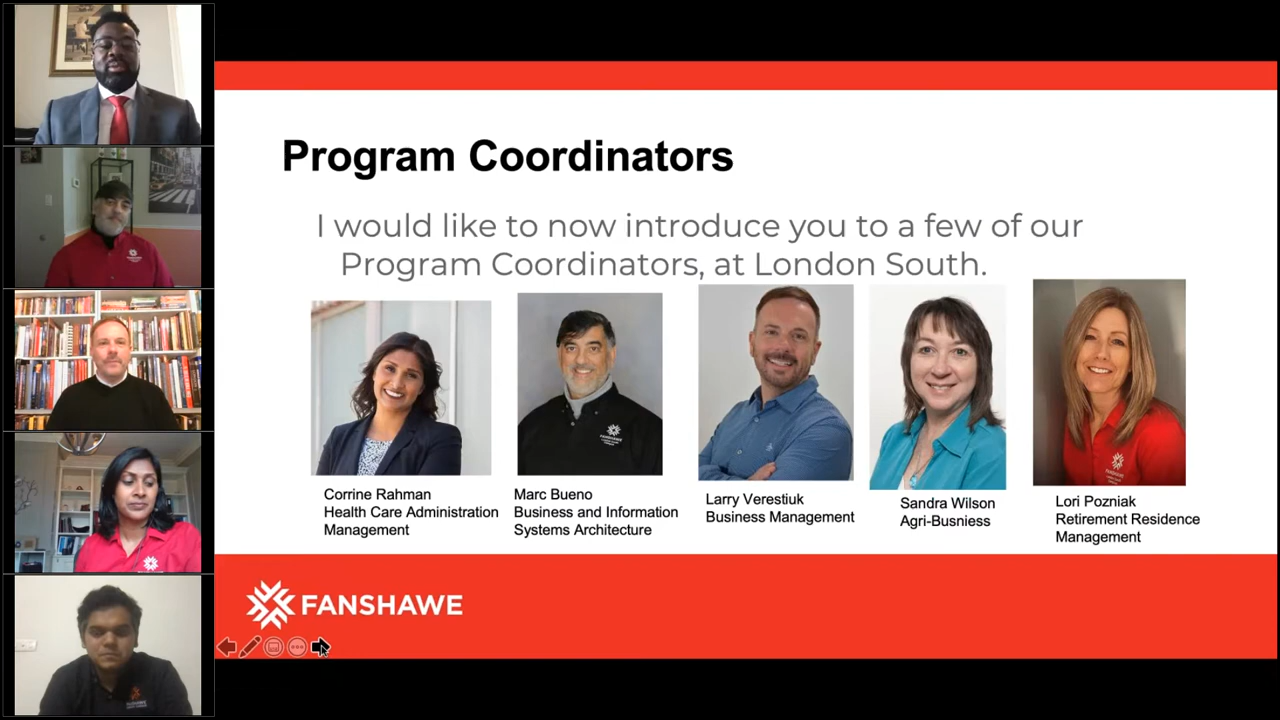 Program Coordinators
I would like to now introduce you to a few of our
Program Coordinators, at London South.
Corrine Rahman
Health Care Administration
Management
Marc Bueno
Business and Information
Systems Architecture
Larry Verestiuk
Business Management
Sandra Wilson
Agri-Busniess
Lori Pozniak
Retirement Residence
Management
FANSHAWE
FANSHAWE
FANSHAWE